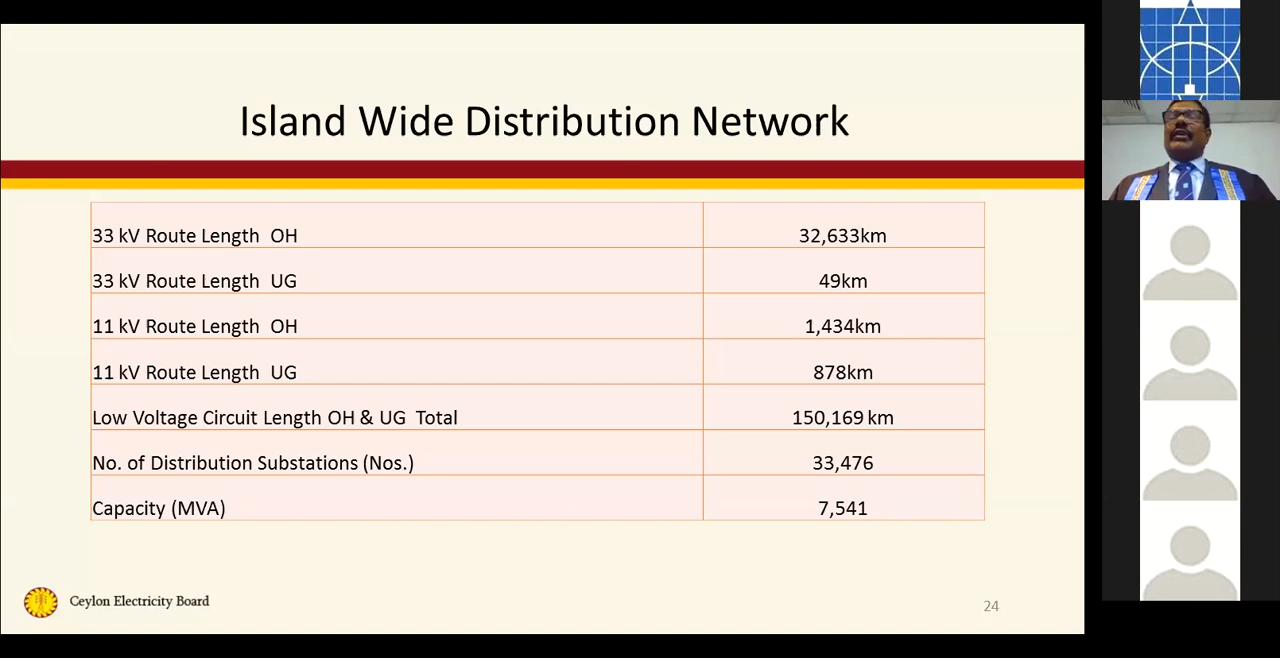 Island Wide Distribution Network
33 kV Route Length OH 32,633km
33 kV Route Length UG 49km
11 kV Route Length OH 1,434km
11 kV Route Length UG 878km
Low Voltage Circuit Length OH & UG Total 150,169 km
No. of Distribution Substations (Nos.) 33,476
Capacity (MVA) 7,541
Ceylon Electricity Board
24